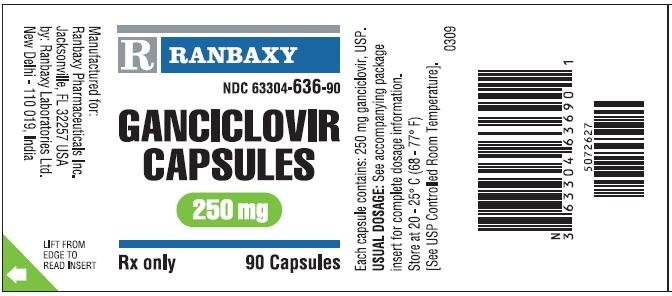 Manufactured for:
Ranbaxy Pharmaceuticals Inc.
Jacksonville, FL 32257 USA
by: Ranbaxy Laboratories Ltd.
New Delhi - 110 019, India
LIFT FROM
EDGE TO
READ INSERT
R RANBAXY
NDC 63304-636-90
GANCICLOVIR
CAPSULES
250 mg
Rx only 90 Capsules
Each capsule contains: 250 mg ganciclovir, USP.
USUAL DOSAGE: See accompanying package
insert for complete dosage information.
Store at 20 - 25° C (68 - 77° F)
[See USP Controlled Room Temperature].
0309
N
3 63304 63690 1
5072627